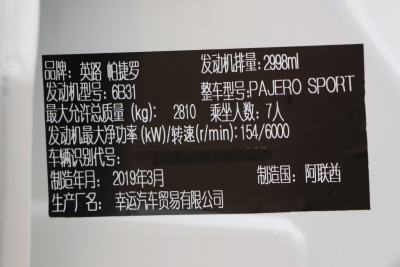 品牌：英路 帕捷罗 发动机排量：2998ml
发动机型号：6B31 整车型号：PAJERO SPORT
最大允许总质量 (kg)： 2810 乘坐人数：7人
发动机最大净功率 (kW)/转速(r/min)：154/6000
车辆识别代号：
制造年月： 2019年3月 制造国：阿联酋
生产厂名： 幸运汽车贸易有限公司